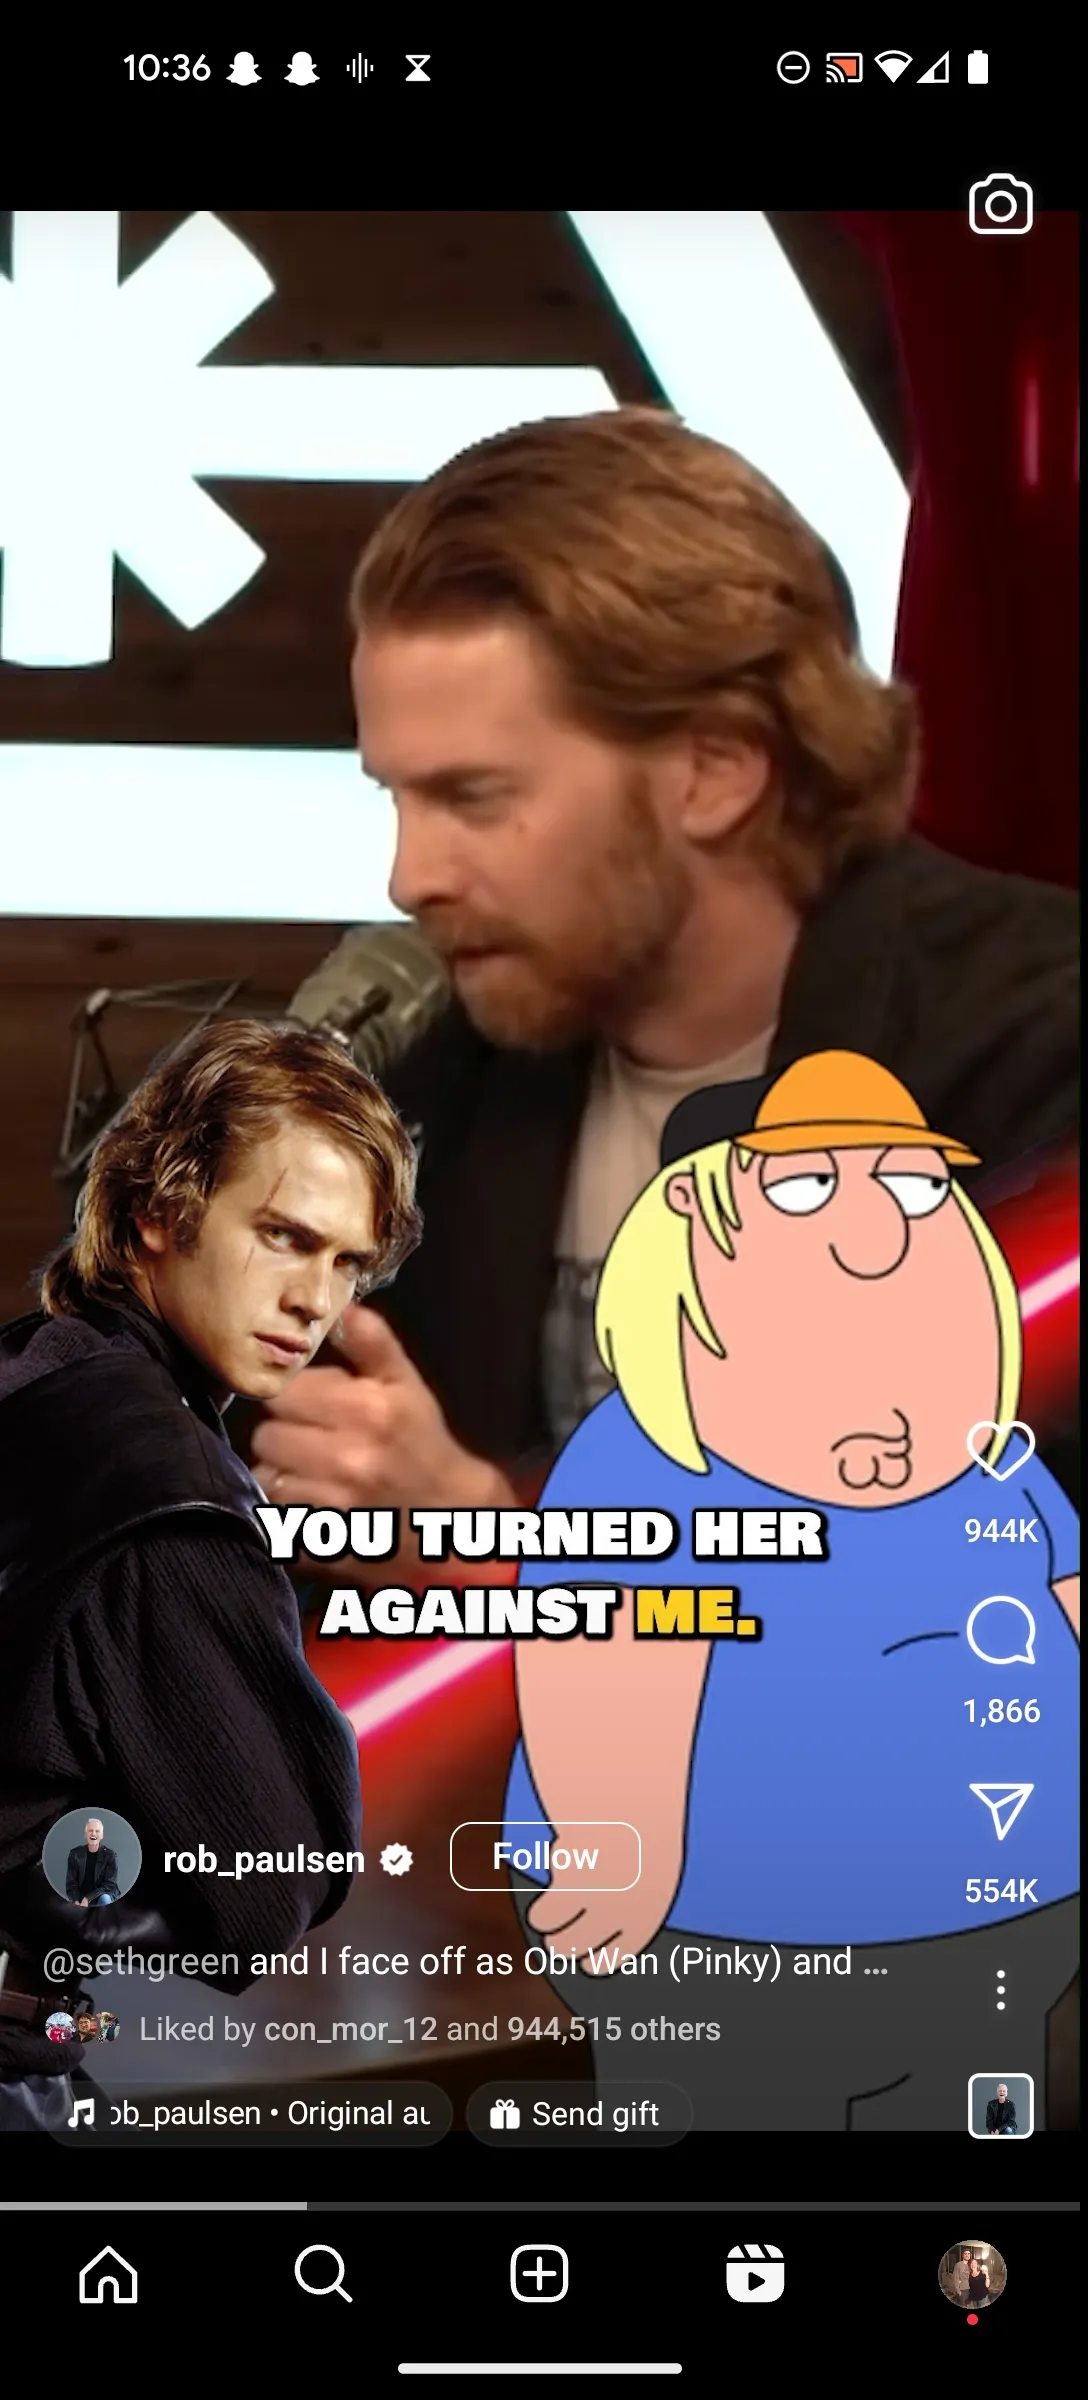 10:36
YOU TURNED HER
AGAINST ME.
944K
1,866
rob_paulsen
Follow
554K
@sethgreen and I face off as Obi Wan (Pinky) and ...
Liked by con_mor_12 and 944,515 others
ob_paulsen • Original au
Send gift